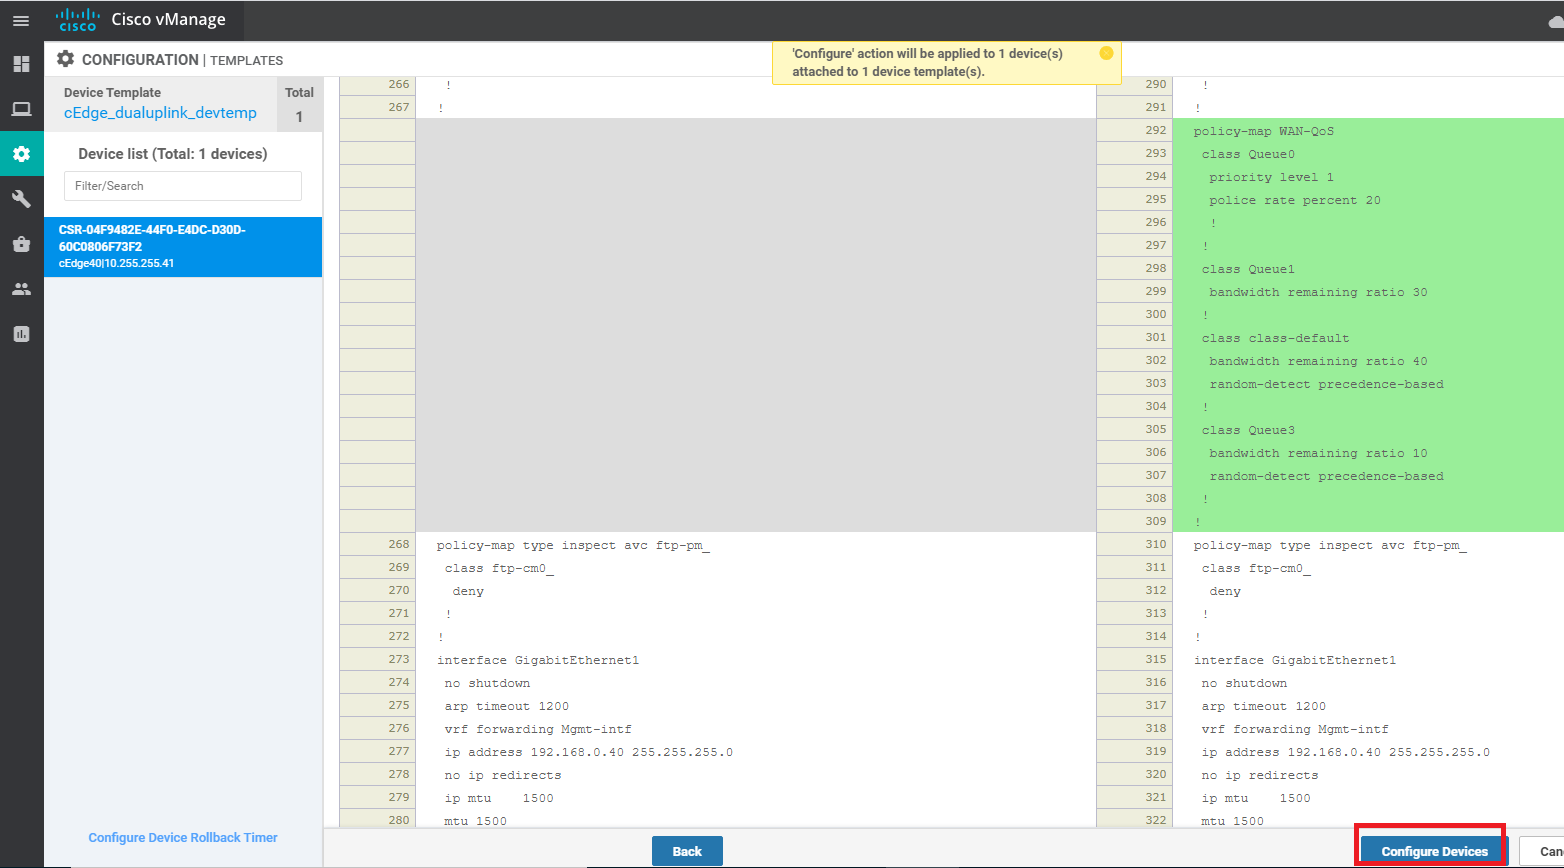 cisco Cisco vManage
CONFIGURATION | TEMPLATES
'Configure' action will be applied to 1 device(s)
attached to 1 device template(s).
Device Template
cEdge_dualuplink_devtemp
Total
1
Device list (Total: 1 devices)
Filter/Search
CSR-04F9482E-44F0-E4DC-D30D-
60C0806F73F2
cEdge40|10.255.255.41
Configure Device Rollback Timer
266 !
267 !
268 policy-map type inspect avc ftp-pm_
269 class ftp-cm0_
270 deny
271 !
272 !
273 interface GigabitEthernet1
274 no shutdown
275 arp timeout 1200
276 vrf forwarding Mgmt-intf
277 ip address 192.168.0.40 255.255.255.0
278 no ip redirects
279 ip mtu 1500
280 mtu 1500
290 !
291 !
292 policy-map WAN-QoS
293 class Queue0
294 priority level 1
295 police rate percent 20
296 !
297 !
298 class Queue1
299 bandwidth remaining ratio 30
300 !
301 class class-default
302 bandwidth remaining ratio 40
303 random-detect precedence-based
304 !
305 class Queue3
306 bandwidth remaining ratio 10
307 random-detect precedence-based
308 !
309 !
310 policy-map type inspect avc ftp-pm_
311 class ftp-cm0_
312 deny
313 !
314 !
315 interface GigabitEthernet1
316 no shutdown
317 arp timeout 1200
318 vrf forwarding Mgmt-intf
319 ip address 192.168.0.40 255.255.255.0
320 no ip redirects
321 ip mtu 1500
322 mtu 1500
Back
Configure Devices
Can